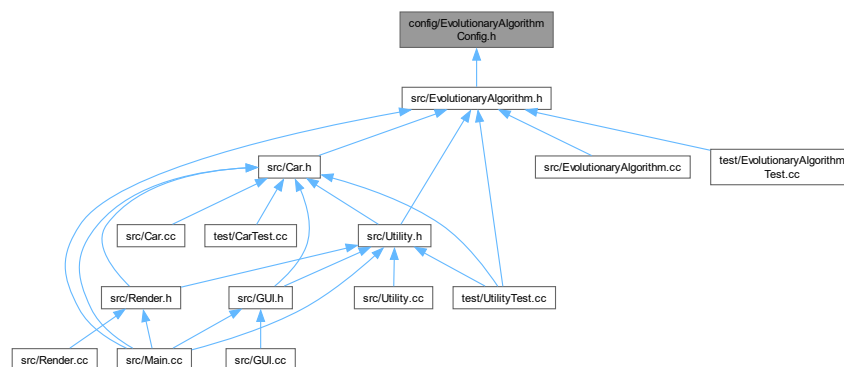 config/EvolutionaryAlgorithm
Config.h
src/EvolutionaryAlgorithm.h
src/Car.h
src/EvolutionaryAlgorithm.cc
test/EvolutionaryAlgorithm
Test.cc
src/Car.cc
test/CarTest.cc
src/Utility.h
src/Render.h
src/GUI.h
src/Utility.cc
test/UtilityTest.cc
src/Render.cc
src/Main.cc
src/GUI.cc